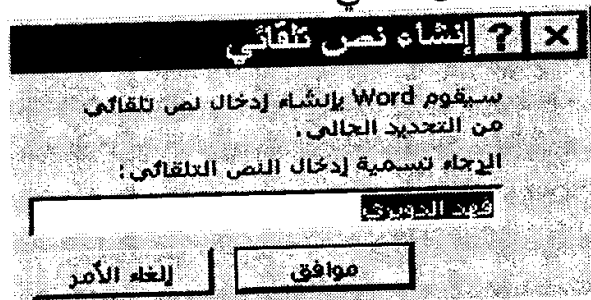 إنشاء نص تلقائي
سيقوم Word بإنشاء إدخال نص تلقائي
من التحديد الحالي.
الرجاء تسمية إدخال النص التلقائي:
فهد الدويري
موافق
إلغاء الأمر